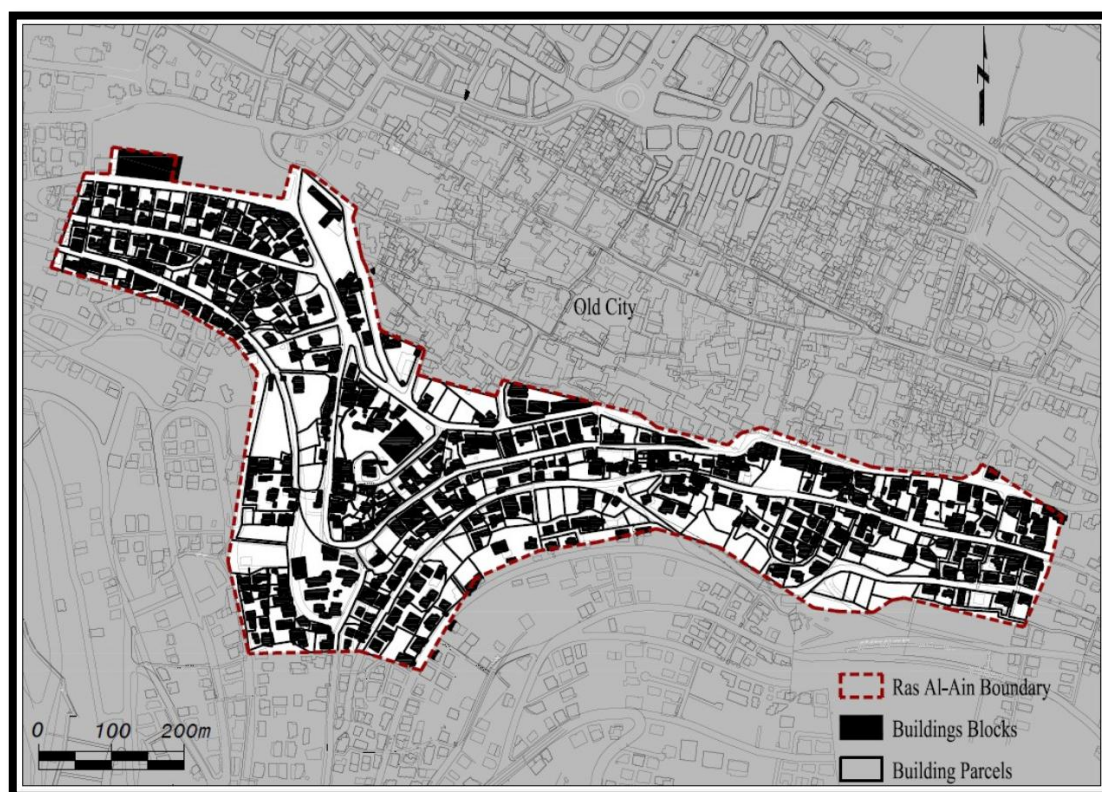 N
Old City
Ras Al-Ain Boundary
Buildings Blocks
Building Parcels
0 100 200m